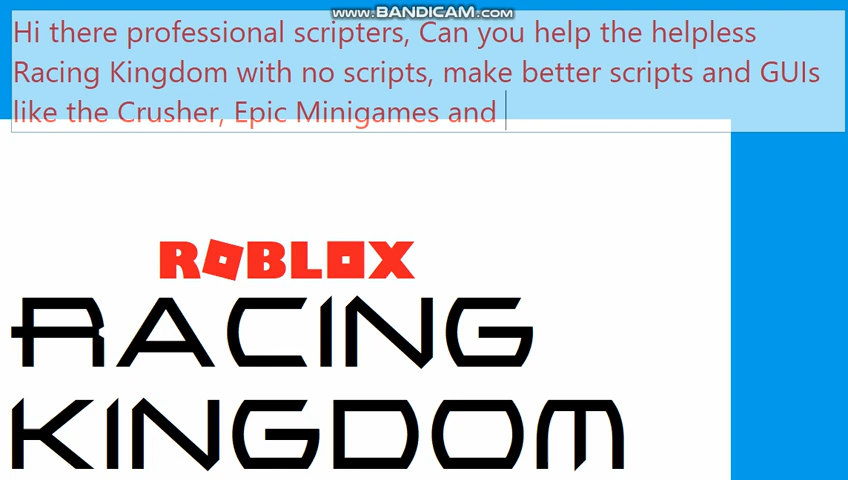 www.BANDICAM.com
Hi there professional scripters, Can you help the helpless
Racing Kingdom with no scripts, make better scripts and GUIs
like the Crusher, Epic Minigames and
ROBLOX
RACING
KINGDOM